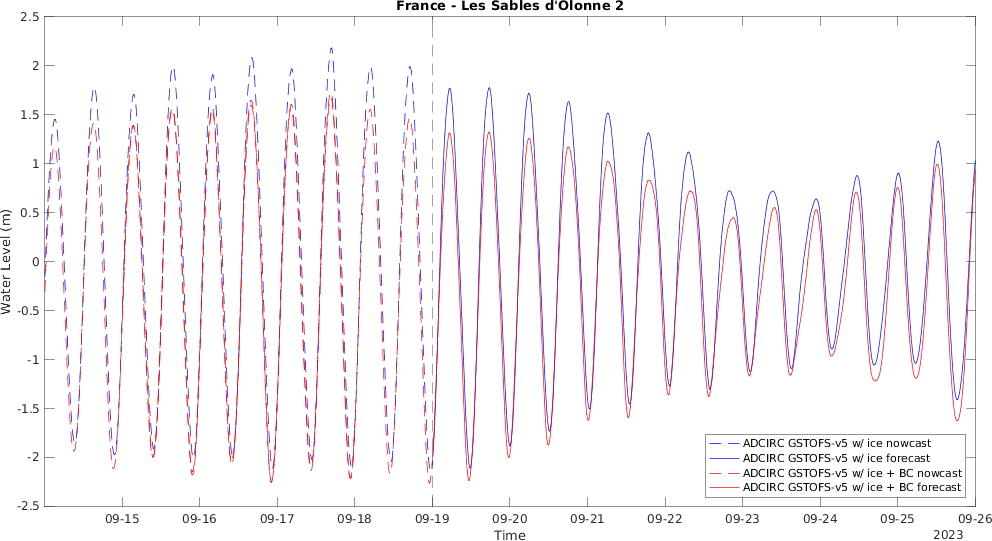 France - Les Sables d'Olonne 2
2.5
2
1.5
1
0.5
0
-0.5
-1
-1.5
-2
-2.5
Water Level (m)
09-15 09-16 09-17 09-18 09-19 09-20 09-21 09-22 09-23 09-24 09-25 09-26
Time
2023
ADCIRC GSTOFS-v5 w/ ice nowcast
ADCIRC GSTOFS-v5 w/ ice forecast
ADCIRC GSTOFS-v5 w/ ice + BC nowcast
ADCIRC GSTOFS-v5 w/ ice + BC forecast